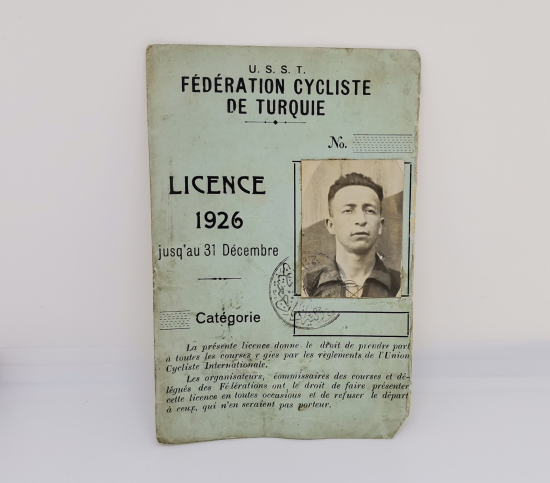 U. S. S. T.
FÉDÉRATION CYCLISTE
DE TURQUIE
No.
LICENCE
1926
jusq'au 31 Décembre
Catégorie
La présente licence donne le droit de prendre part
à toutes les courses r gies par les règlements de l'Union
Cycliste Internationale.
Les organisateurs, commissaires des courses et dé-
légués des Fédérations ont le droit de faire présenter
cette licence en toutes occasions et de refuser le départ
à ceux, qui n'en seraient pas porteur.